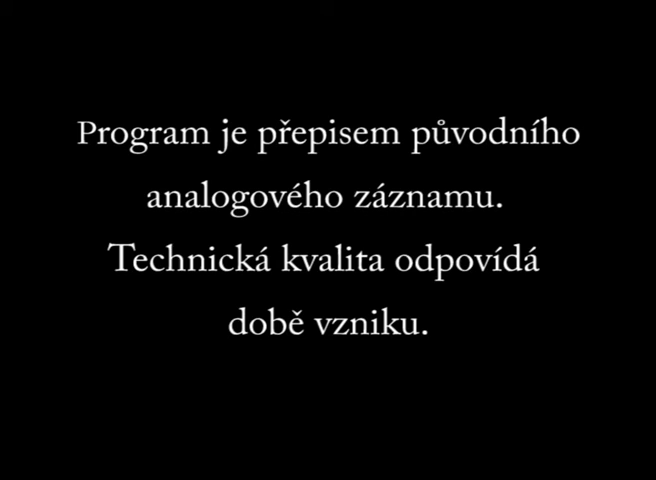 Program je přepisem původního
analogového záznamu.
Technická kvalita odpovídá
době vzniku.